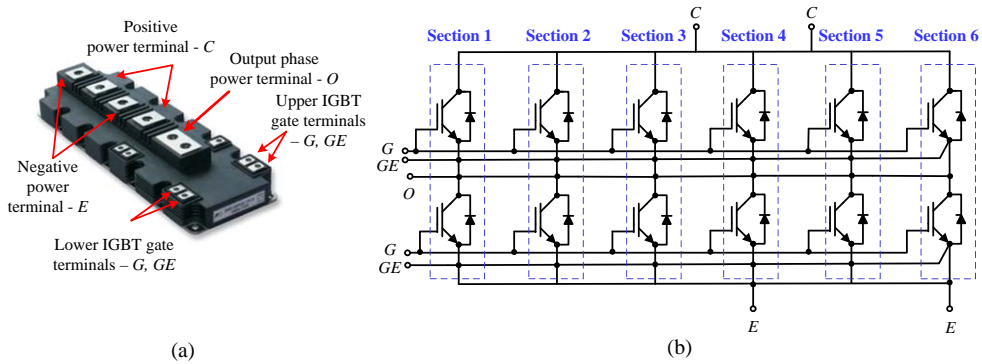 Positive
power terminal - C
Output phase
power terminal - O
Upper IGBT
gate terminals
– G, GE
Negative
power
terminal - E
Lower IGBT gate
terminals – G, GE
(a)
C
C
Section 1
Section 2
Section 3
Section 4
Section 5
Section 6
G
GE
O
G
GE
E
E
(b)